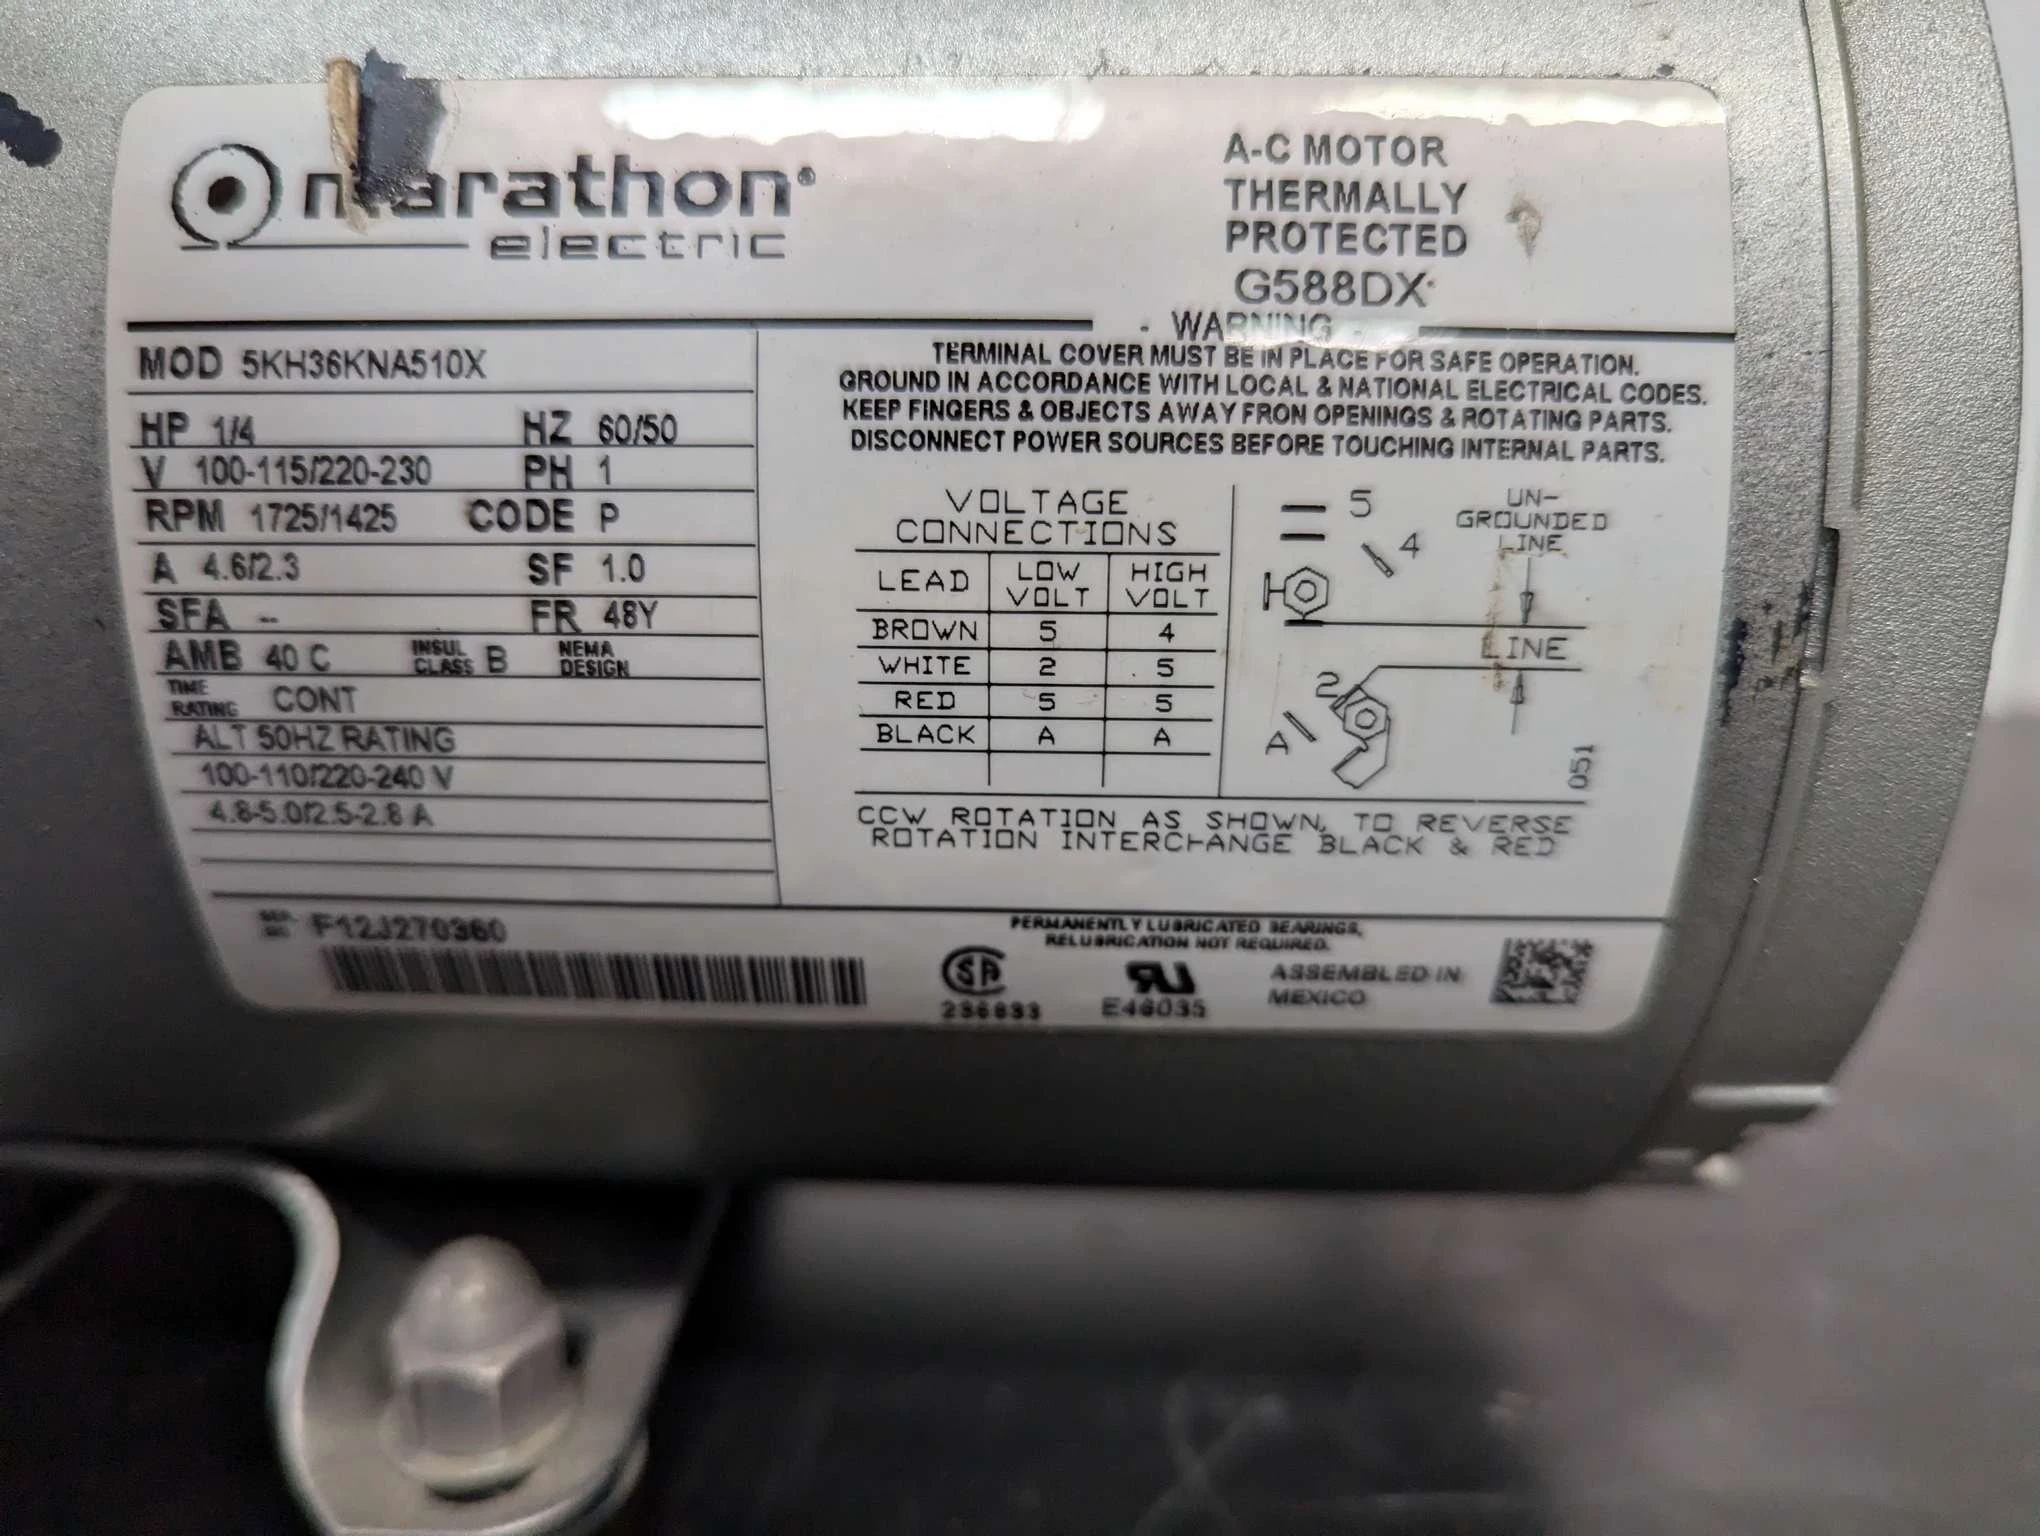 marathon®
electric
A-C MOTOR
THERMALLY
PROTECTED
G588DX
- WARNING -
TERMINAL COVER MUST BE IN PLACE FOR SAFE OPERATION.
GROUND IN ACCORDANCE WITH LOCAL & NATIONAL ELECTRICAL CODES.
KEEP FINGERS & OBJECTS AWAY FRON OPENINGS & ROTATING PARTS.
DISCONNECT POWER SOURCES BEFORE TOUCHING INTERNAL PARTS.
MOD 5KH36KNA510X
HP 1/4 HZ 60/50
V 100-115/220-230 PH 1
RPM 1725/1425 CODE P
A 4.6/2.3 SF 1.0
SFA -- FR 48Y
AMB 40 C INSUL CLASS B NEMA DESIGN
TIME RATING CONT
ALT 50HZ RATING
100-110/220-240 V
4.8-5.0/2.5-2.8 A
VOLTAGE
CONNECTIONS
LEAD LOW VOLT HIGH VOLT
BROWN 5 4
WHITE 2 5
RED 5 5
BLACK A A
5
4
UN-
GROUNDED
LINE
LINE
2
A
051
CCW ROTATION AS SHOWN, TO REVERSE
ROTATION INTERCHANGE BLACK & RED
F12J270360
PERMANENTLY LUBRICATED BEARINGS,
RELUBRICATION NOT REQUIRED.
236833
E46035
ASSEMBLED IN
MEXICO